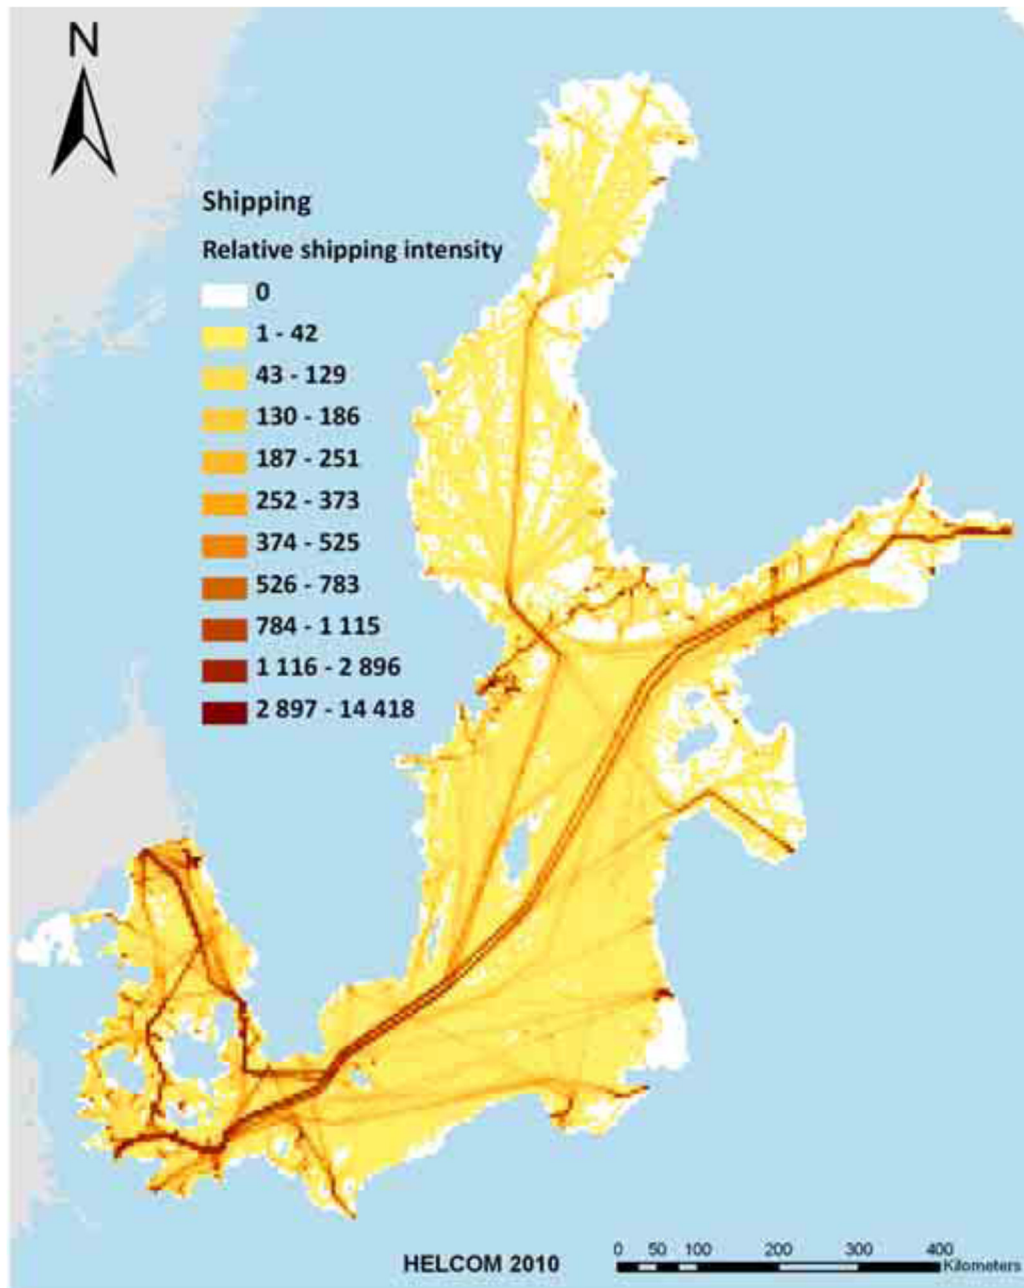 N
Shipping
Relative shipping intensity
0
1 - 42
43 - 129
130 - 186
187 - 251
252 - 373
374 - 525
526 - 783
784 - 1 115
1 116 - 2 896
2 897 - 14 418
HELCOM 2010
0 50 100 200 300 400
Kilometers